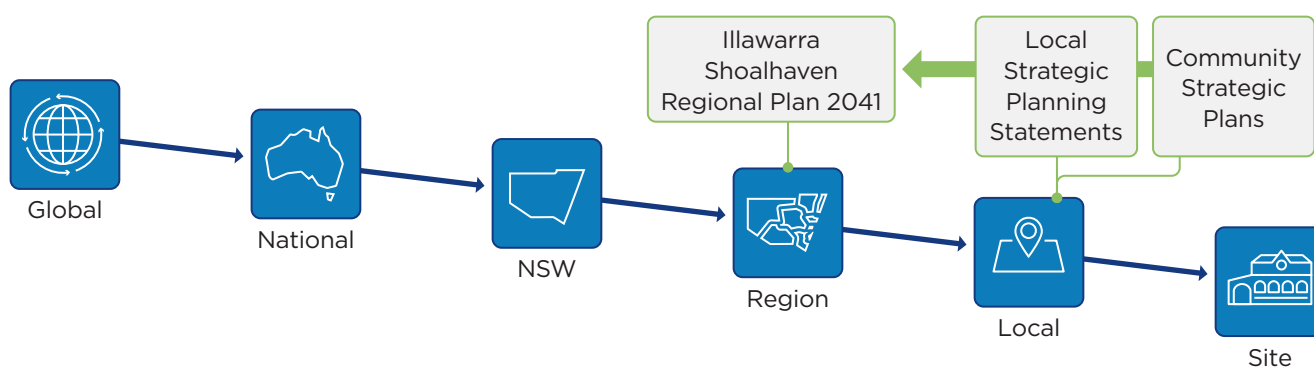 Illawarra
Shoalhaven
Regional Plan 2041
Local
Strategic
Planning
Statements
Community
Strategic
Plans
Global
National
NSW
Region
Local
Site